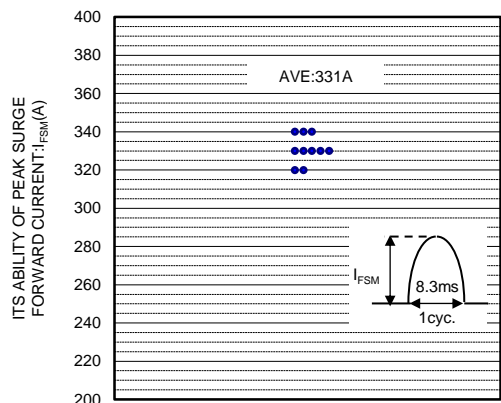 ITS ABILITY OF PEAK SURGE
FORWARD CURRENT:IFSM(A)
400
380
360
340
320
300
280
260
240
220
200
AVE:331A
IFSM
8.3ms
1cyc.